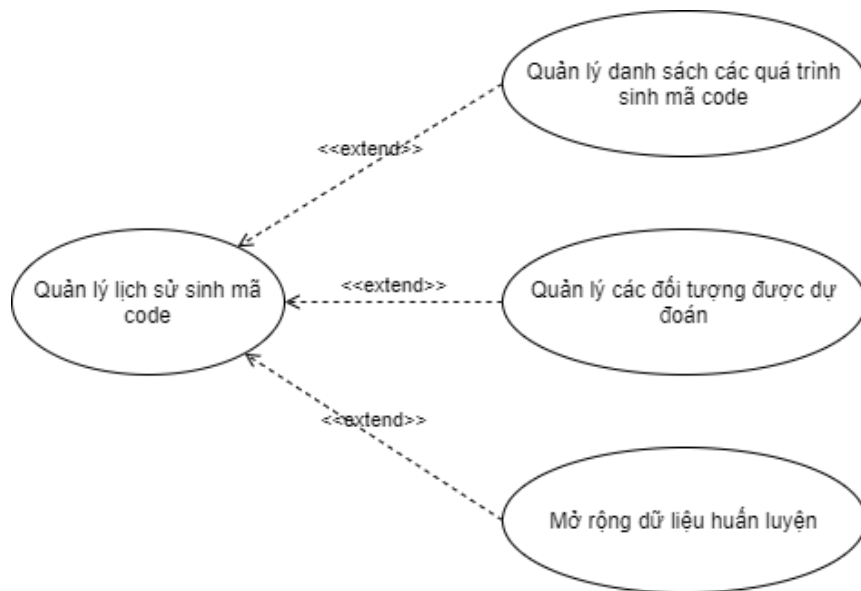 Quản lý danh sách các quá trình
sinh mã code
<<extend>>
Quản lý lịch sử sinh mã
code
<<extend>>
Quản lý các đối tượng được dự
đoán
<<extend>>
Mở rộng dữ liệu huấn luyện